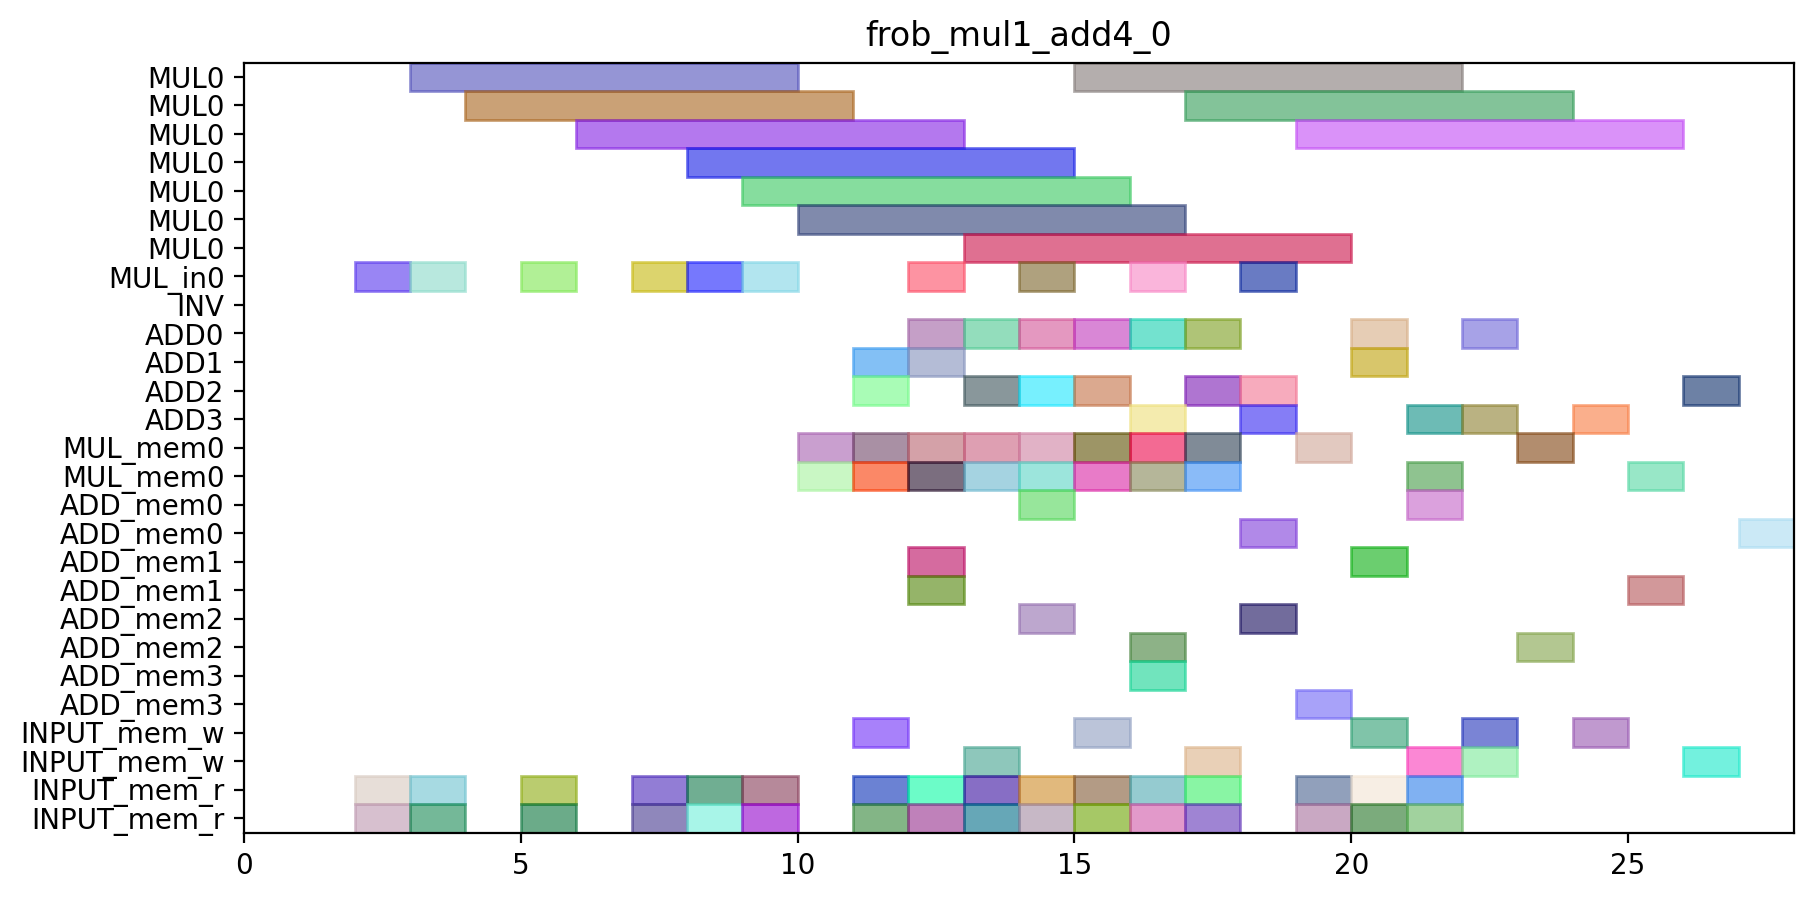 frob_mul1_add4_0
MUL0
MUL0
MUL0
MUL0
MUL0
MUL0
MUL0
MUL_in0
INV
ADD0
ADD1
ADD2
ADD3
MUL_mem0
MUL_mem0
ADD_mem0
ADD_mem0
ADD_mem1
ADD_mem1
ADD_mem2
ADD_mem2
ADD_mem3
ADD_mem3
INPUT_mem_w
INPUT_mem_w
INPUT_mem_r
INPUT_mem_r
0 5 10 15 20 25